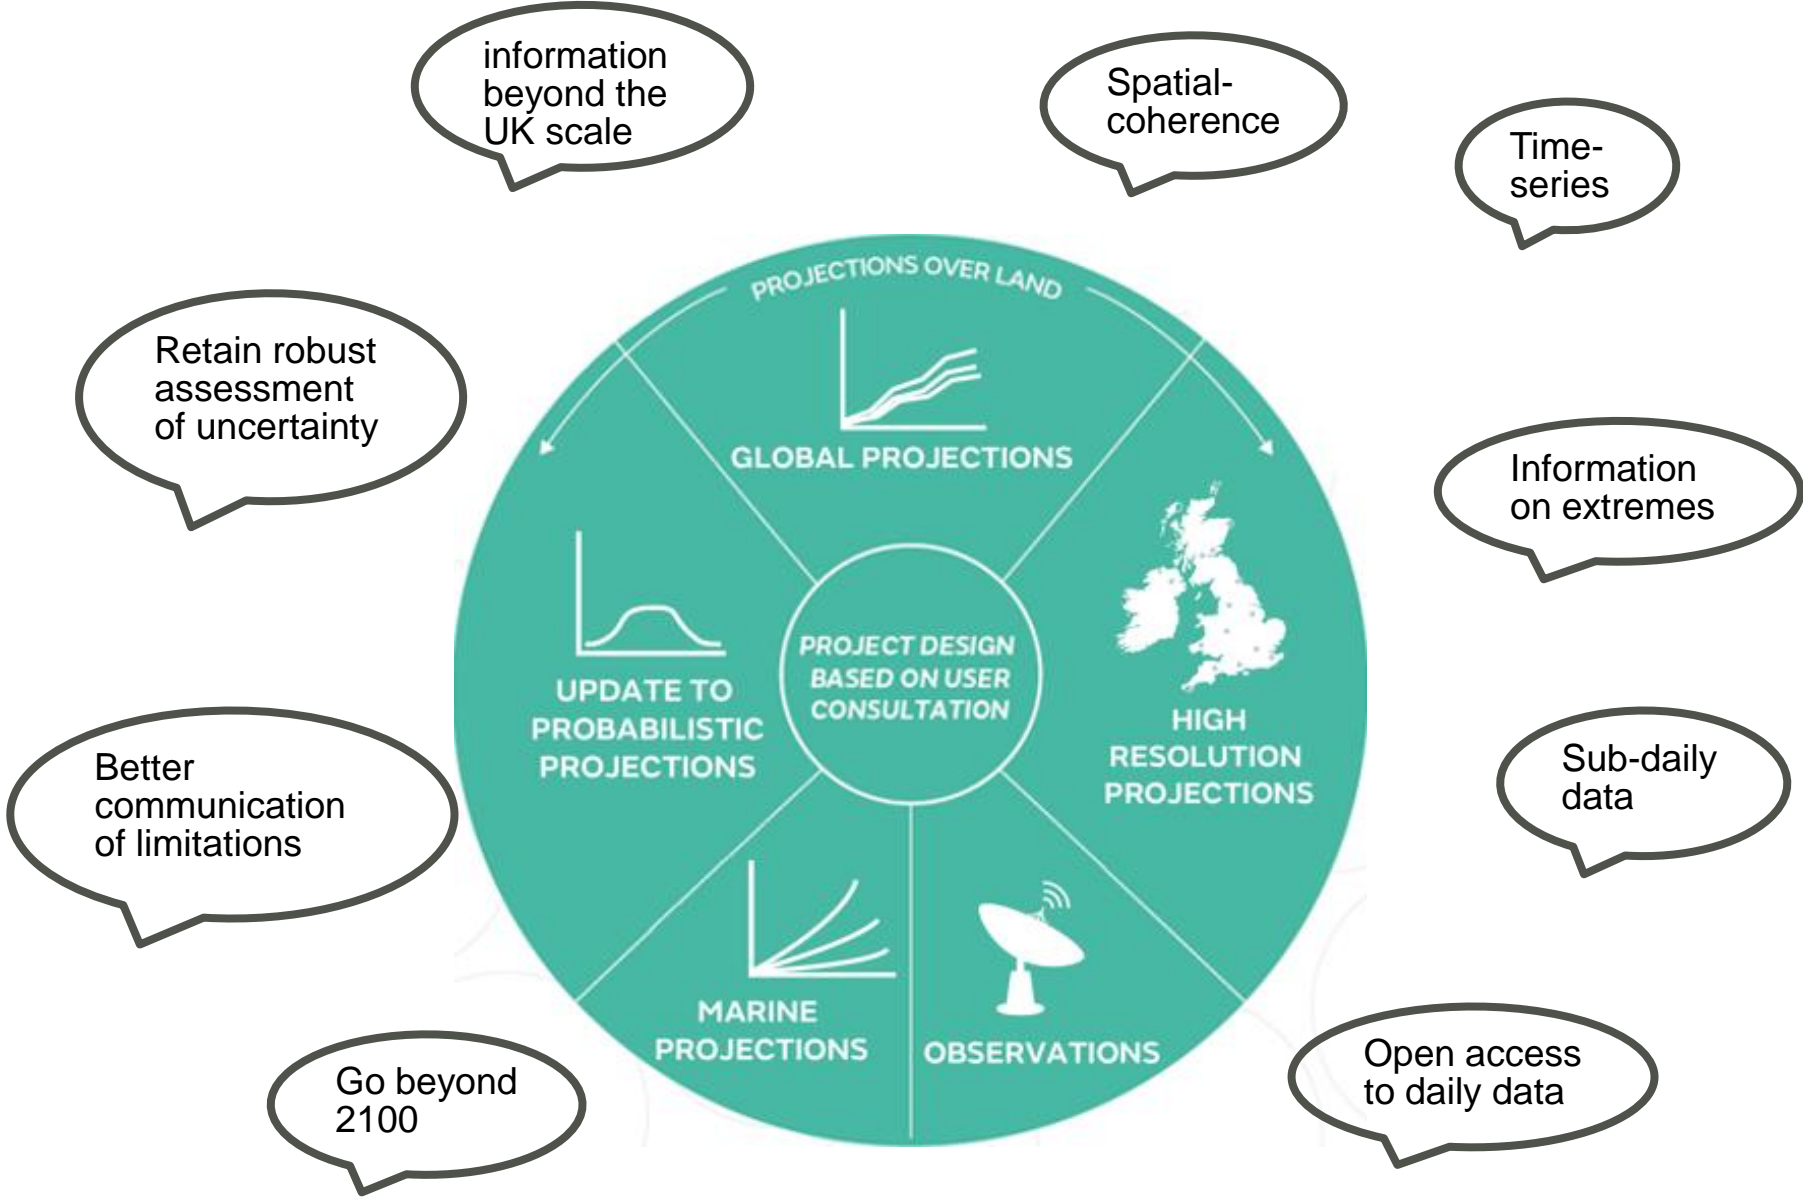 information
beyond the
UK scale
Spatial-
coherence
Time-
series
PROJECTIONS OVER LAND
Retain robust
assessment
of uncertainty
GLOBAL PROJECTIONS
Information
on extremes
PROJECT DESIGN
BASED ON USER
CONSULTATION
UPDATE TO
PROBABILISTIC
PROJECTIONS
HIGH
RESOLUTION
PROJECTIONS
Better
communication
of limitations
Sub-daily
data
MARINE
PROJECTIONS
OBSERVATIONS
Go beyond
2100
Open access
to daily data